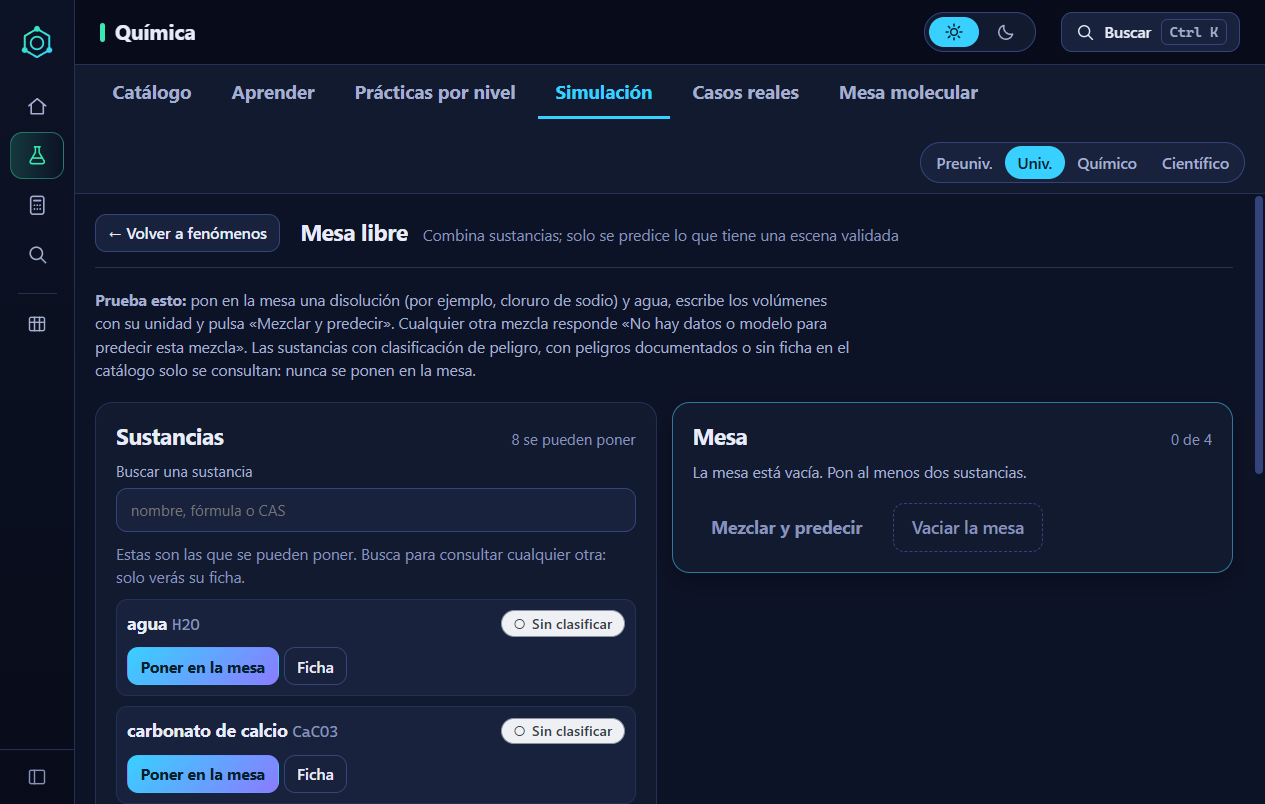 Química
Buscar Ctrl K
Catálogo Aprender Prácticas por nivel Simulación Casos reales Mesa molecular
Preuniv. Univ. Químico Científico
← Volver a fenómenos Mesa libre Combina sustancias; solo se predice lo que tiene una escena validada
Prueba esto: pon en la mesa una disolución (por ejemplo, cloruro de sodio) y agua, escribe los volúmenes
con su unidad y pulsa «Mezclar y predecir». Cualquier otra mezcla responde «No hay datos o modelo para
predecir esta mezcla». Las sustancias con clasificación de peligro, con peligros documentados o sin ficha en el
catálogo solo se consultan: nunca se ponen en la mesa.
Sustancias 8 se pueden poner
Buscar una sustancia
nombre, fórmula o CAS
Estas son las que se pueden poner. Busca para consultar cualquier otra:
solo verás su ficha.
agua H2O Sin clasificar
Poner en la mesa Ficha
carbonato de calcio CaCO3 Sin clasificar
Poner en la mesa Ficha
Mesa 0 de 4
La mesa está vacía. Pon al menos dos sustancias.
Mezclar y predecir Vaciar la mesa